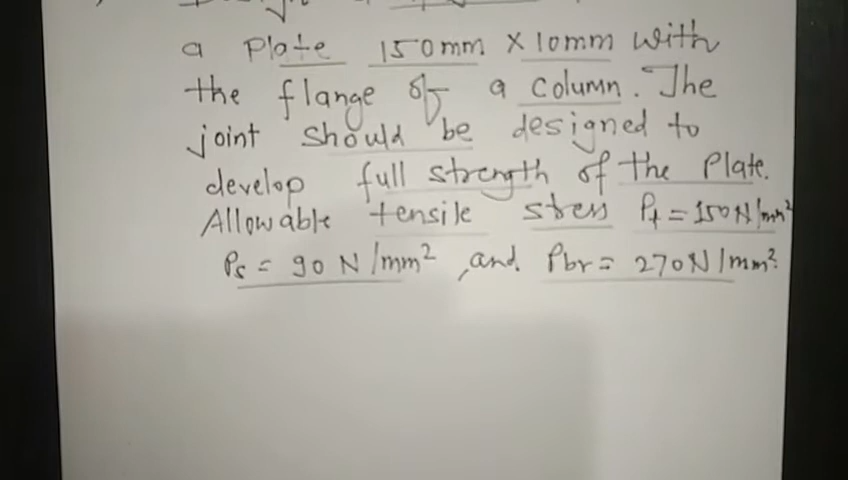 a plate 150mm x 10mm with
the flange of a column. The
joint should be designed to
develop full strength of the plate.
Allowable tensile stress Pt = 150 N/mm²
Ps = 90 N/mm², and Pbr = 270 N/mm².